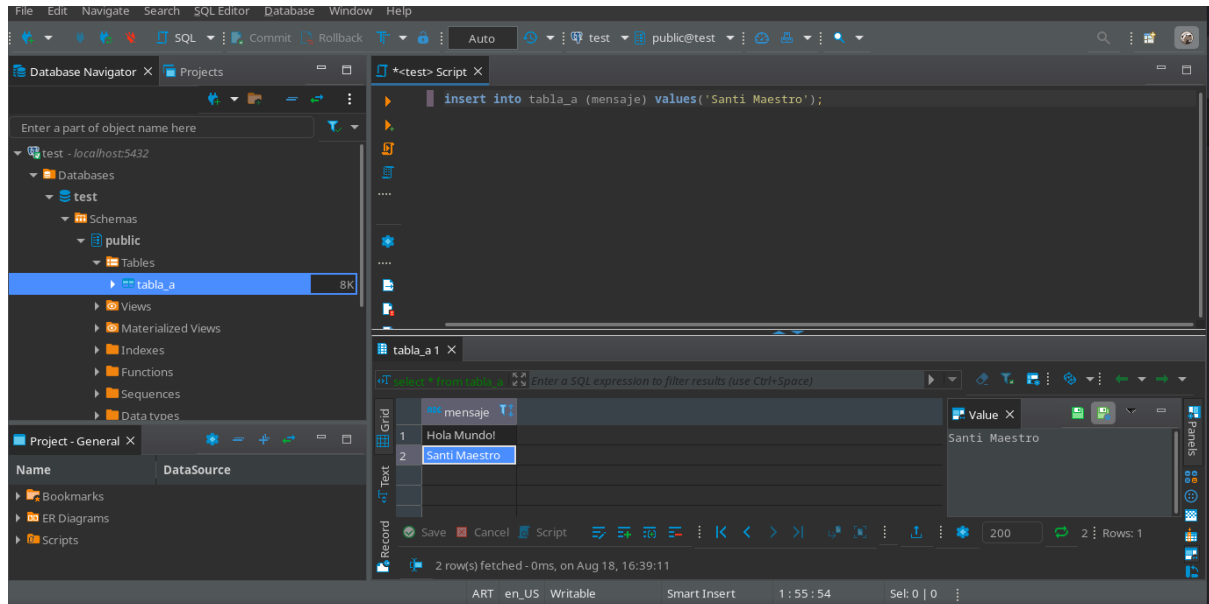 File Edit Navigate Search SQL Editor Database Window Help
SQL Commit Rollback Auto test public@test
Database Navigator Projects
Enter a part of object name here
test - localhost:5432
Databases
test
Schemas
public
Tables
tabla_a 8K
Views
Materialized Views
Indexes
Functions
Sequences
Data types
Project - General
Name DataSource
Bookmarks
ER Diagrams
Scripts
*<test> Script
insert into tabla_a (mensaje) values('Santi Maestro');
tabla_a 1
select * from tabla_a Enter a SQL expression to filter results (use Ctrl+Space)
Grid
Text
Record
mensaje
1 Hola Mundo!
2 Santi Maestro
Value
Santi Maestro
Panels
Save Cancel Script 200 2 Rows: 1
2 row(s) fetched - 0ms, on Aug 18, 16:39:11
ART en_US Writable Smart Insert 1 : 55 : 54 Sel: 0 | 0